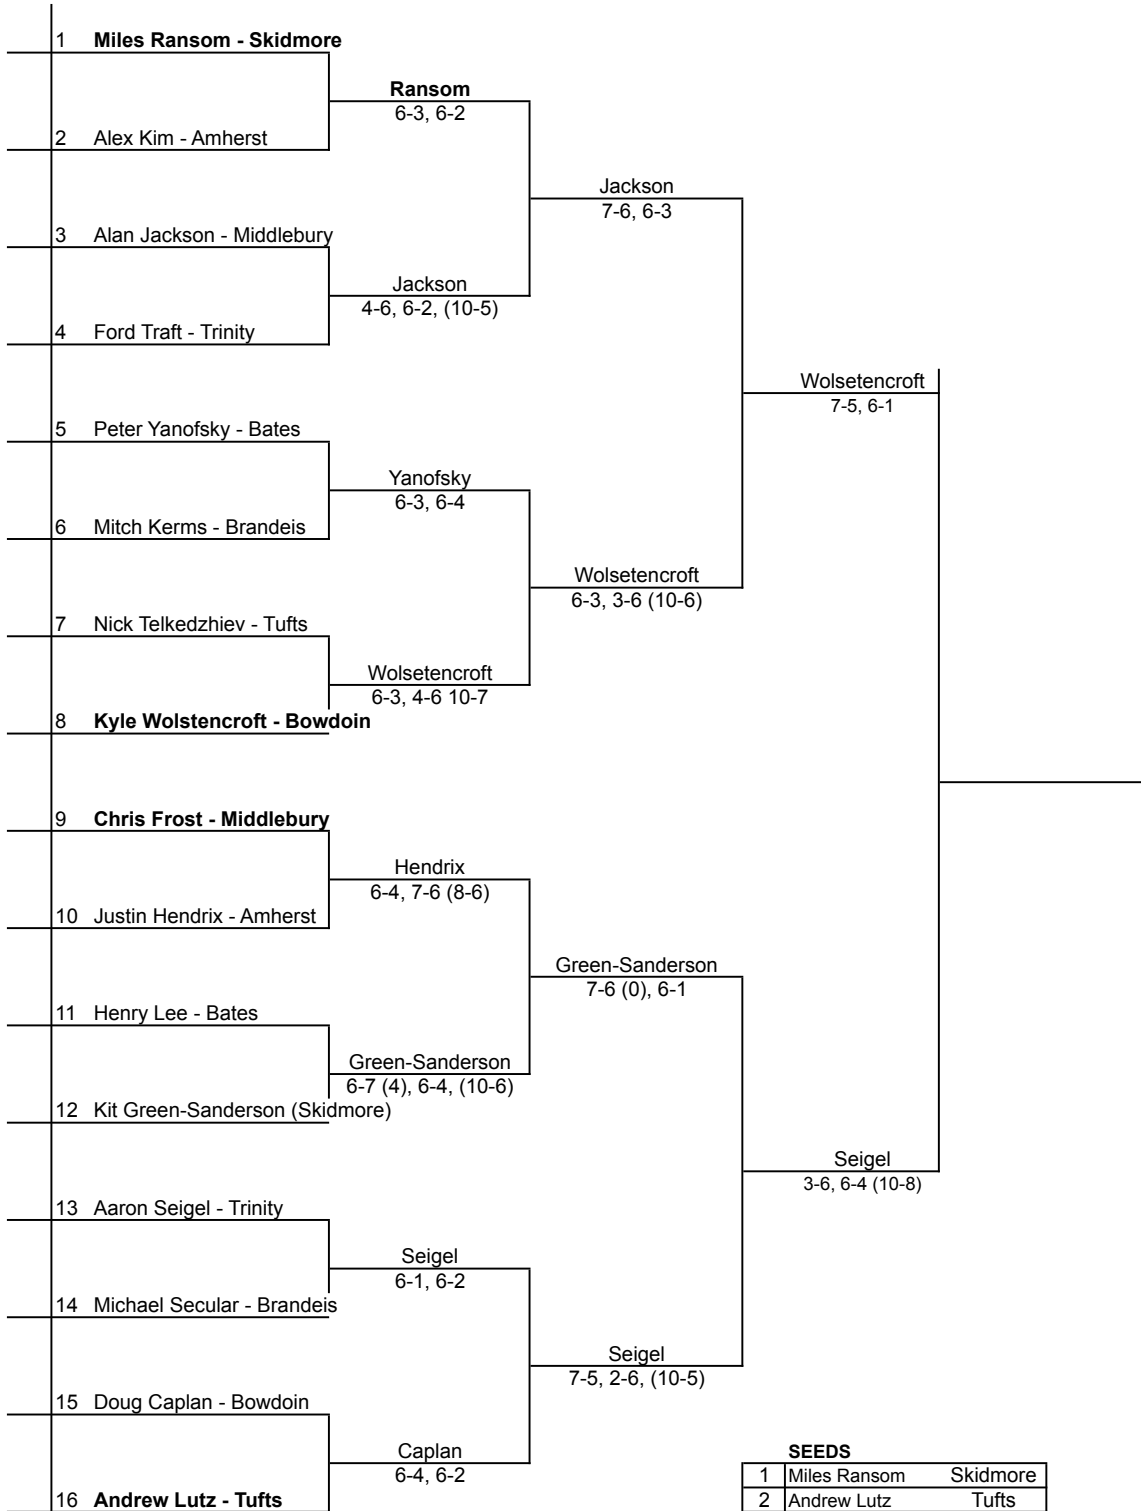 1 Miles Ransom - Skidmore
Ransom
6-3, 6-2
2 Alex Kim - Amherst
Jackson
7-6, 6-3
3 Alan Jackson - Middlebury
Jackson
4-6, 6-2, (10-5)
4 Ford Traft - Trinity
Wolsetencroft
7-5, 6-1
5 Peter Yanofsky - Bates
Yanofsky
6-3, 6-4
6 Mitch Kerms - Brandeis
Wolsetencroft
6-3, 3-6 (10-6)
7 Nick Telkedzhiev - Tufts
Wolsetencroft
6-3, 4-6 10-7
8 Kyle Wolstencroft - Bowdoin
9 Chris Frost - Middlebury
Hendrix
6-4, 7-6 (8-6)
10 Justin Hendrix - Amherst
Green-Sanderson
7-6 (0), 6-1
11 Henry Lee - Bates
Green-Sanderson
6-7 (4), 6-4, (10-6)
12 Kit Green-Sanderson (Skidmore)
Seigel
3-6, 6-4 (10-8)
13 Aaron Seigel - Trinity
Seigel
6-1, 6-2
14 Michael Secular - Brandeis
Seigel
7-5, 2-6, (10-5)
15 Doug Caplan - Bowdoin
Caplan
6-4, 6-2
16 Andrew Lutz - Tufts
SEEDS
1 Miles Ransom Skidmore
2 Andrew Lutz Tufts